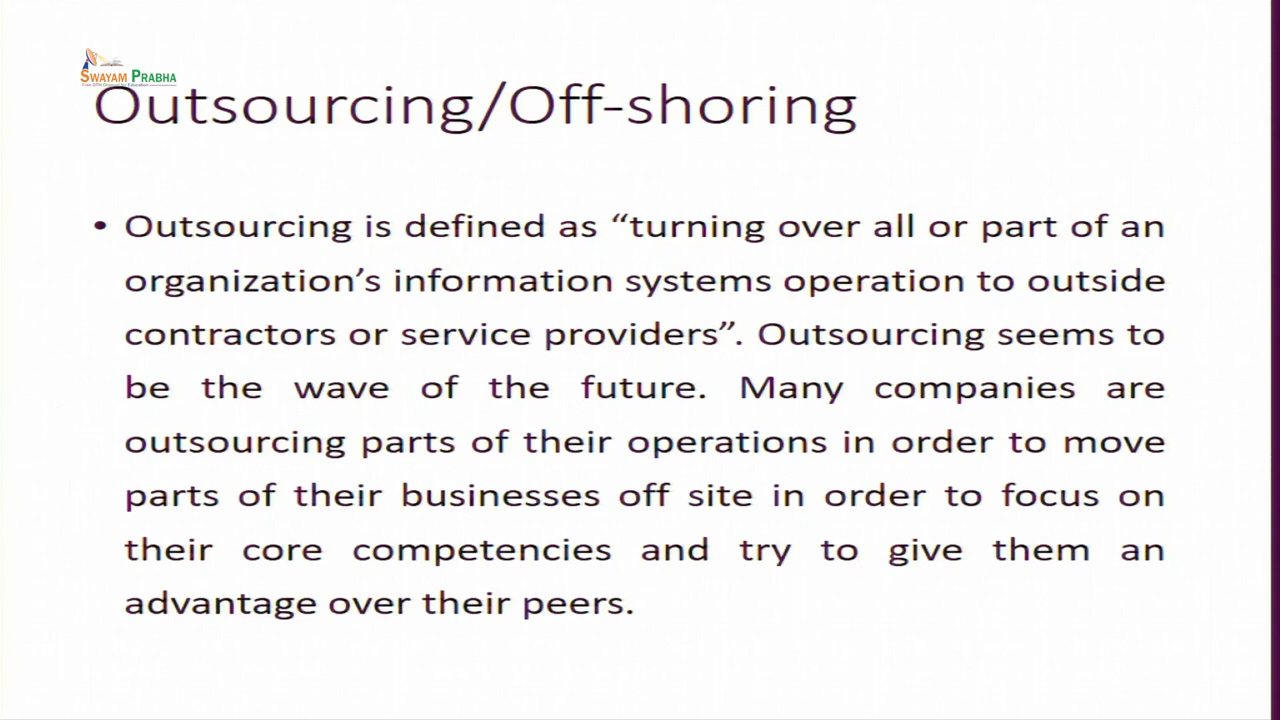 SWAYAM PRABHA
Outsourcing/Off-shoring
• Outsourcing is defined as “turning over all or part of an
organization’s information systems operation to outside
contractors or service providers”. Outsourcing seems to
be the wave of the future. Many companies are
outsourcing parts of their operations in order to move
parts of their businesses off site in order to focus on
their core competencies and try to give them an
advantage over their peers.